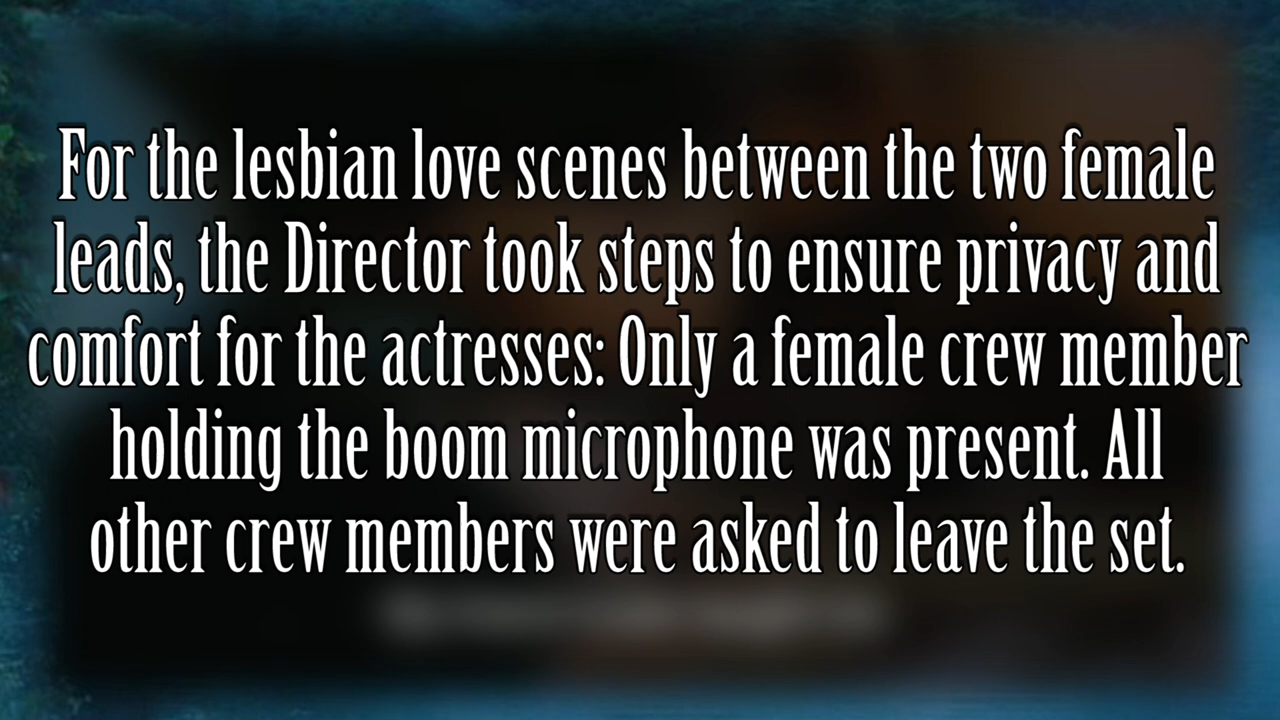 For the lesbian love scenes between the two female
leads, the Director took steps to ensure privacy and
comfort for the actresses: Only a female crew member
holding the boom microphone was present. All
other crew members were asked to leave the set.